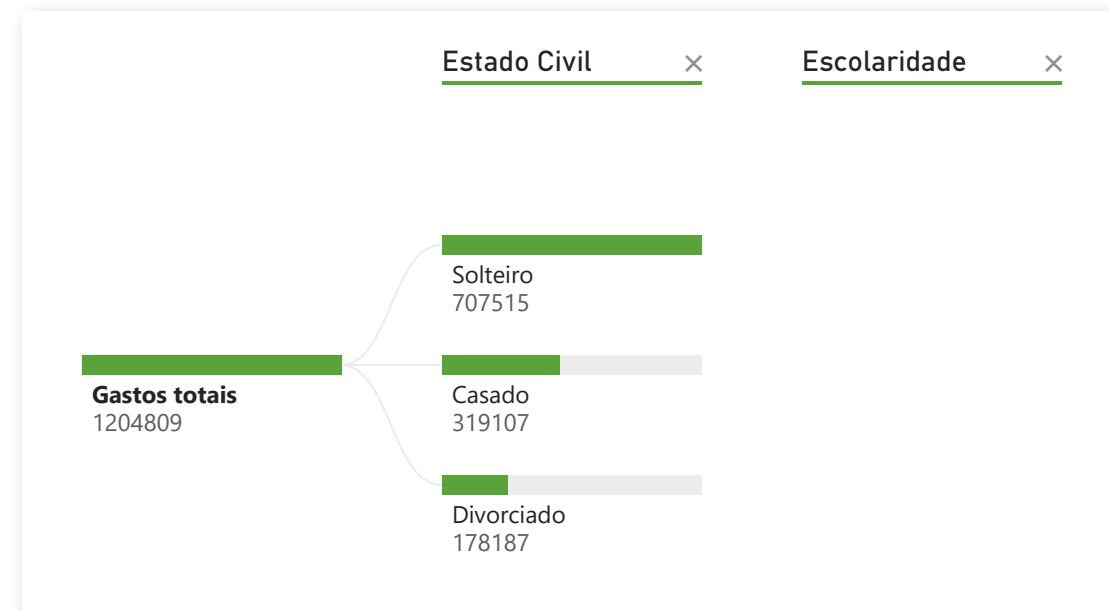 Estado Civil ×
Escolaridade ×
Solteiro
707515
Gastos totais
1204809
Casado
319107
Divorciado
178187